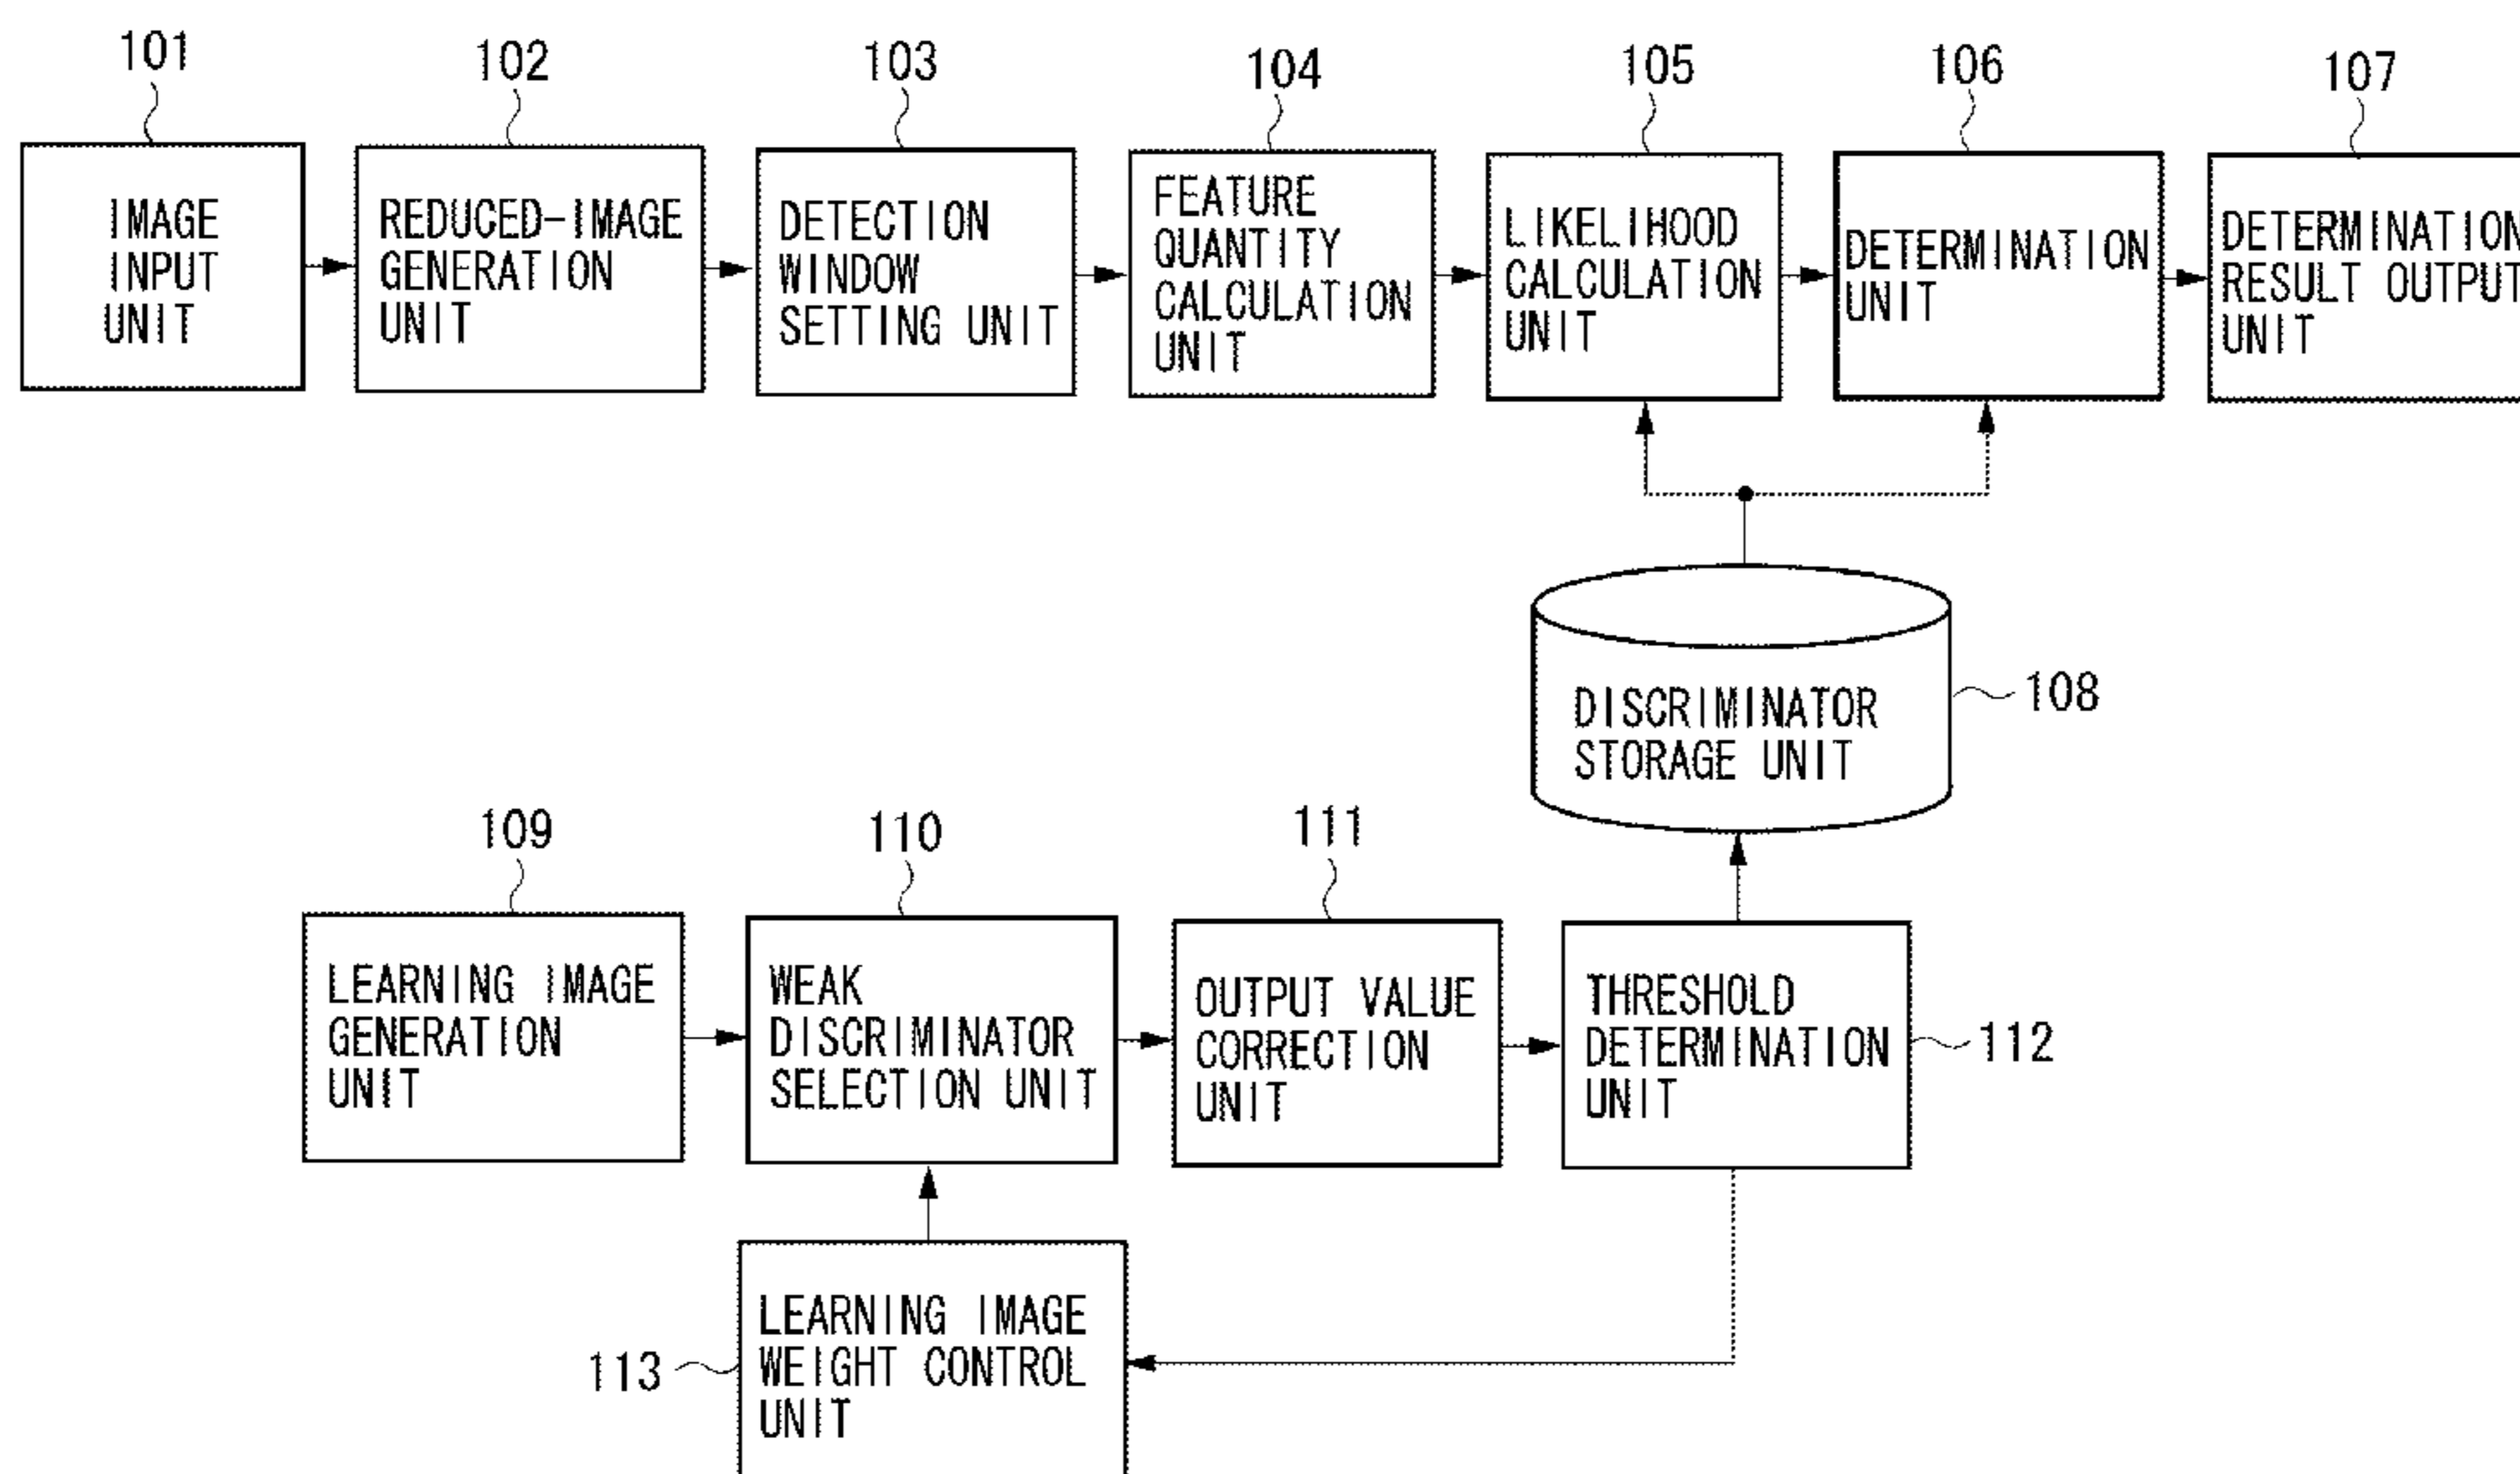 101
102
103
104
105
106
107
IMAGE
INPUT
UNIT
REDUCED-IMAGE
GENERATION
UNIT
DETECTION
WINDOW
SETTING UNIT
FEATURE
QUANTITY
CALCULATION
UNIT
LIKELIHOOD
CALCULATION
UNIT
DETERMINATION
UNIT
DETERMINATION
RESULT OUTPUT
UNIT
DISCRIMINATOR
STORAGE UNIT
108
109
110
111
LEARNING IMAGE
GENERATION
UNIT
WEAK
DISCRIMINATOR
SELECTION UNIT
OUTPUT VALUE
CORRECTION
UNIT
THRESHOLD
DETERMINATION
UNIT
112
113
LEARNING IMAGE
WEIGHT CONTROL
UNIT